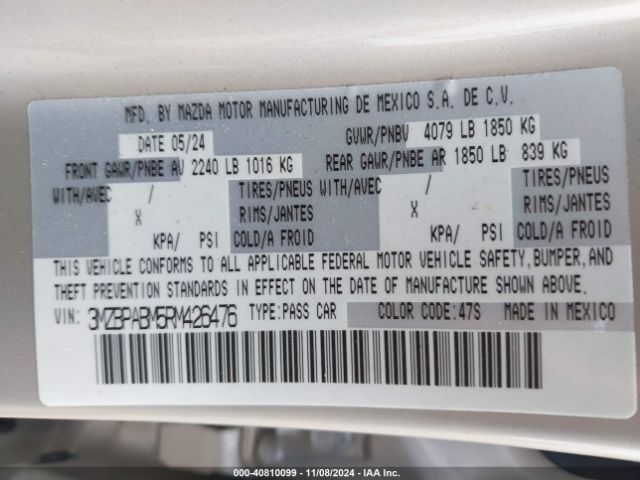 MFD. BY MAZDA MOTOR MANUFACTURING DE MEXICO S.A. DE C.V.
DATE 05/24 GVWR/PNBV 4079 LB 1850 KG
FRONT GAWR/PNBE AV 2240 LB 1016 KG REAR GAWR/PNBE AR 1850 LB 839 KG
WITH/AVEC / TIRES/PNEUS WITH/AVEC / TIRES/PNEUS
X RIMS/JANTES X RIMS/JANTES
KPA/ PSI COLD/A FROID KPA/ PSI COLD/A FROID
THIS VEHICLE CONFORMS TO ALL APPLICABLE FEDERAL MOTOR VEHICLE SAFETY, BUMPER, AND
THEFT PREVENTION STANDARDS IN EFFECT ON THE DATE OF MANUFACTURE SHOWN ABOVE.
VIN: 3MZBPABM5RM426476 TYPE:PASS CAR COLOR CODE:47S MADE IN MEXICO
000-40810099 | 11/08/2024 | IAA Inc.